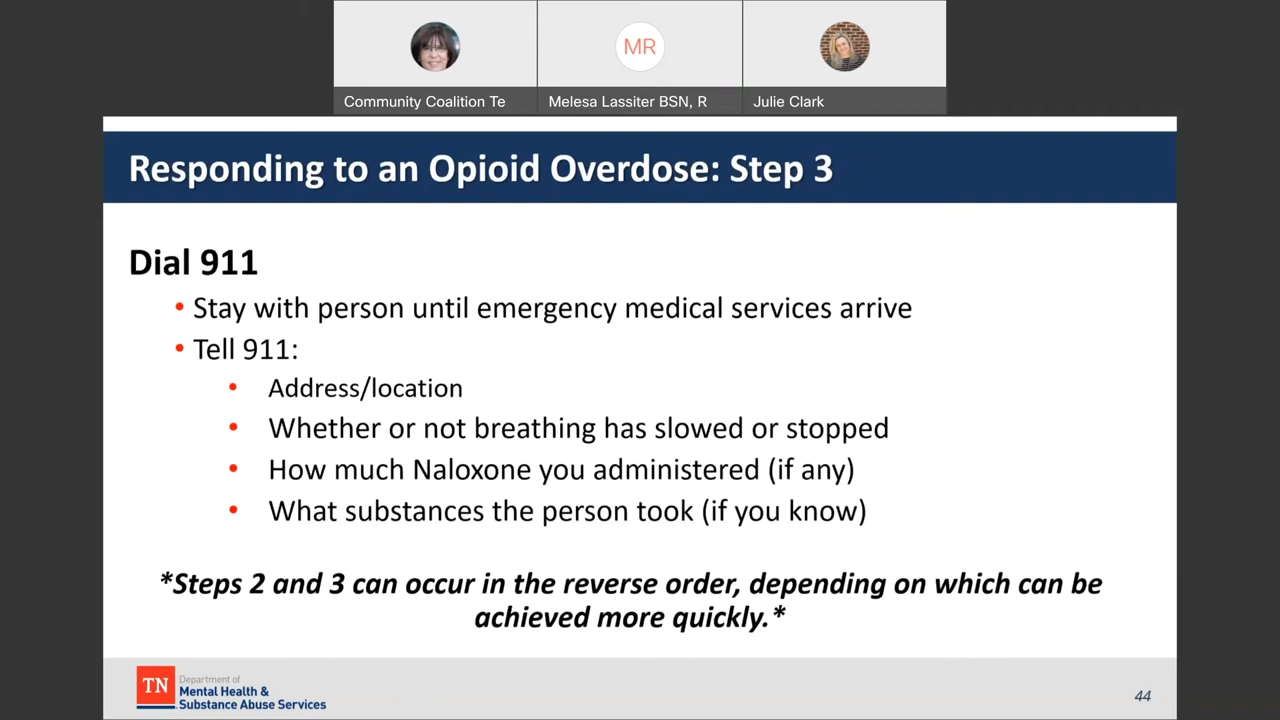 MR
Community Coalition Te
Melesa Lassiter BSN, R
Julie Clark
Responding to an Opioid Overdose: Step 3
Dial 911
• Stay with person until emergency medical services arrive
• Tell 911:
• Address/location
• Whether or not breathing has slowed or stopped
• How much Naloxone you administered (if any)
• What substances the person took (if you know)
*Steps 2 and 3 can occur in the reverse order, depending on which can be
achieved more quickly.*
TN
Department of
Mental Health &
Substance Abuse Services
44